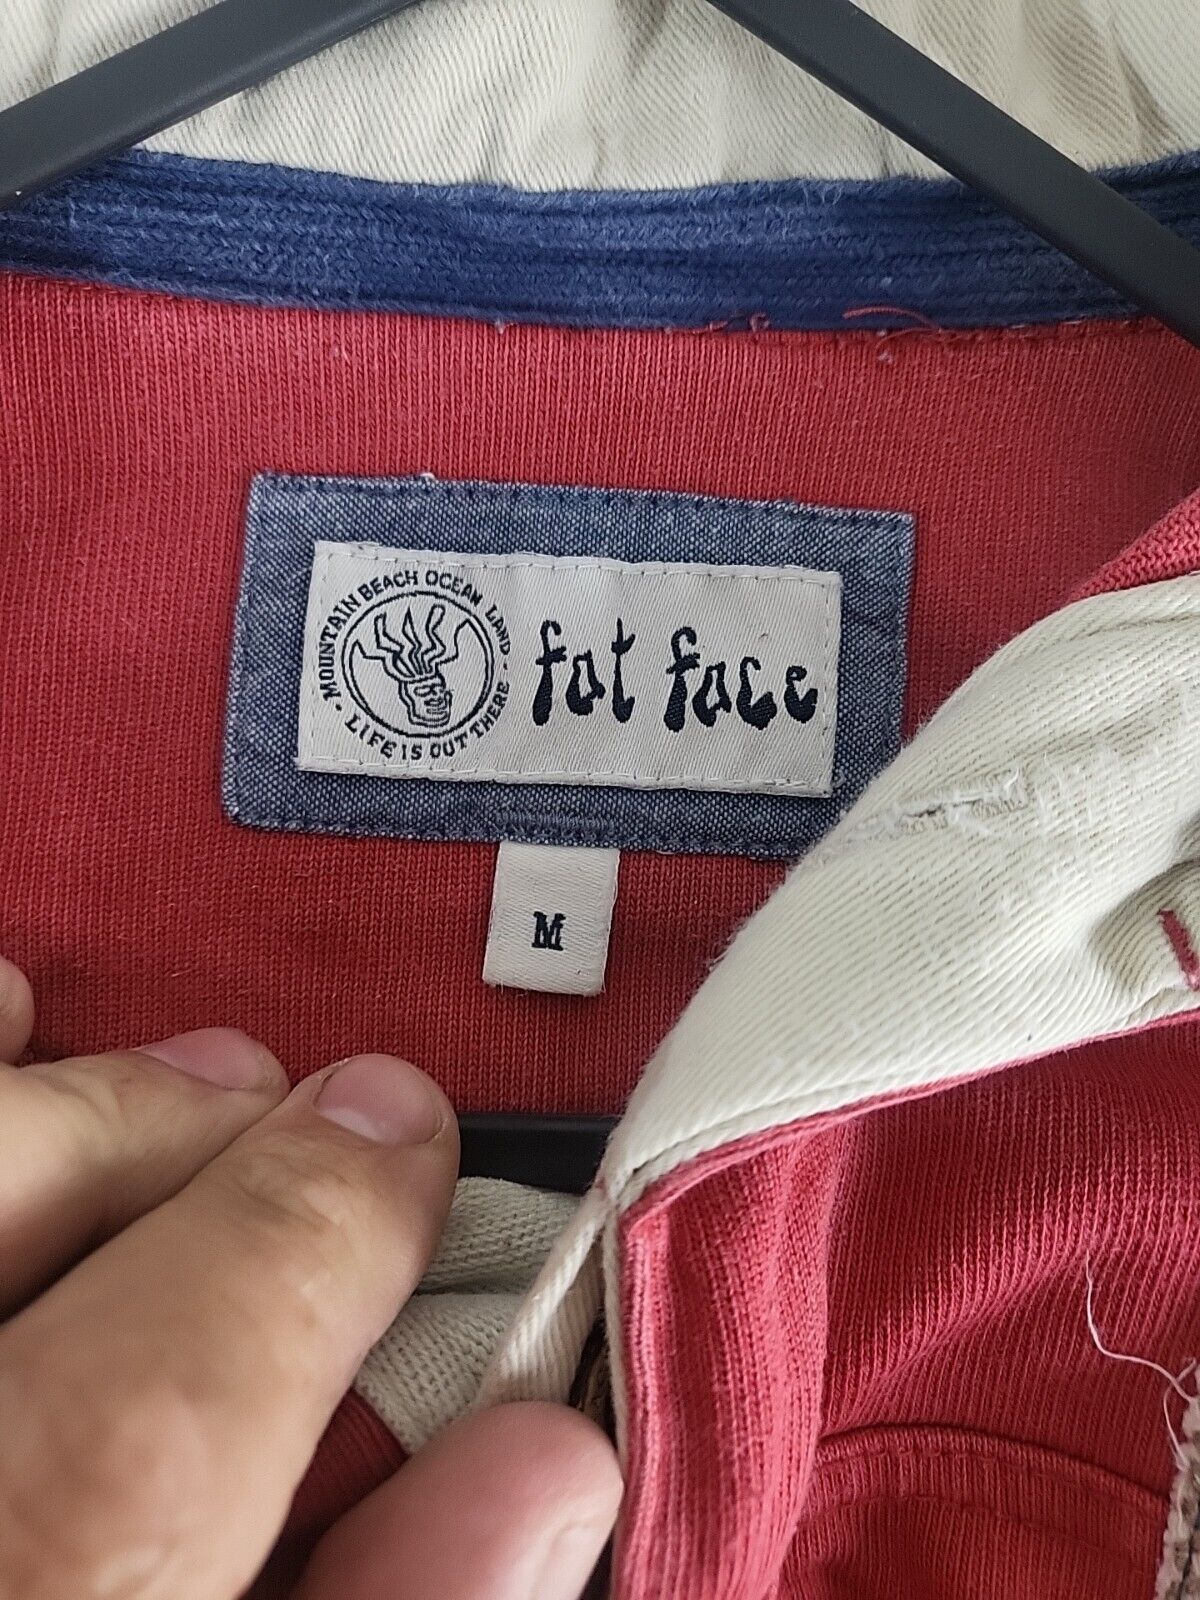 MOUNTAIN BEACH OCEAN LAND -
- LIFE IS OUT THERE
fat face
M